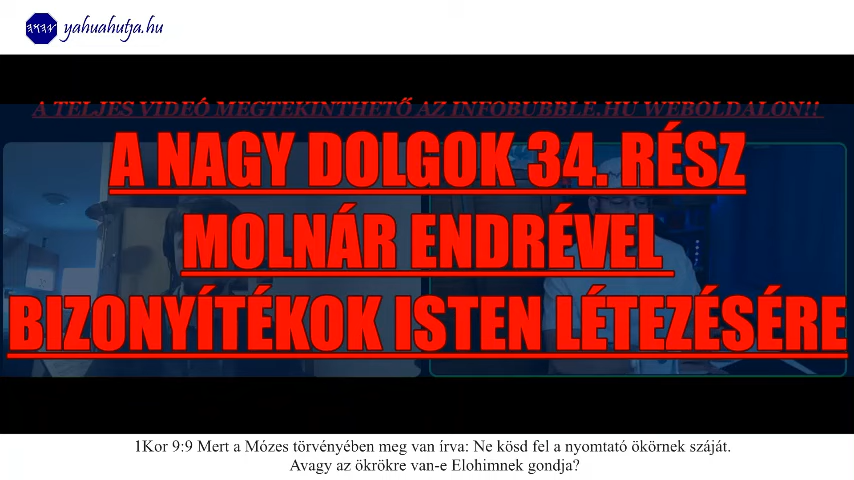 yahuahutja.hu
A TELJES VIDEÓ MEGTEKINTHETŐ AZ INFOBUBBLE.HU WEBOLDALON!!
A NAGY DOLGOK 34. RÉSZ
MOLNÁR ENDRÉVEL
BIZONYÍTÉKOK ISTEN LÉTEZÉSÉRE
1Kor 9:9 Mert a Mózes törvényében meg van írva: Ne kösd fel a nyomtató ökörnek száját.
Avagy az ökrökre van-e Elohimnek gondja?